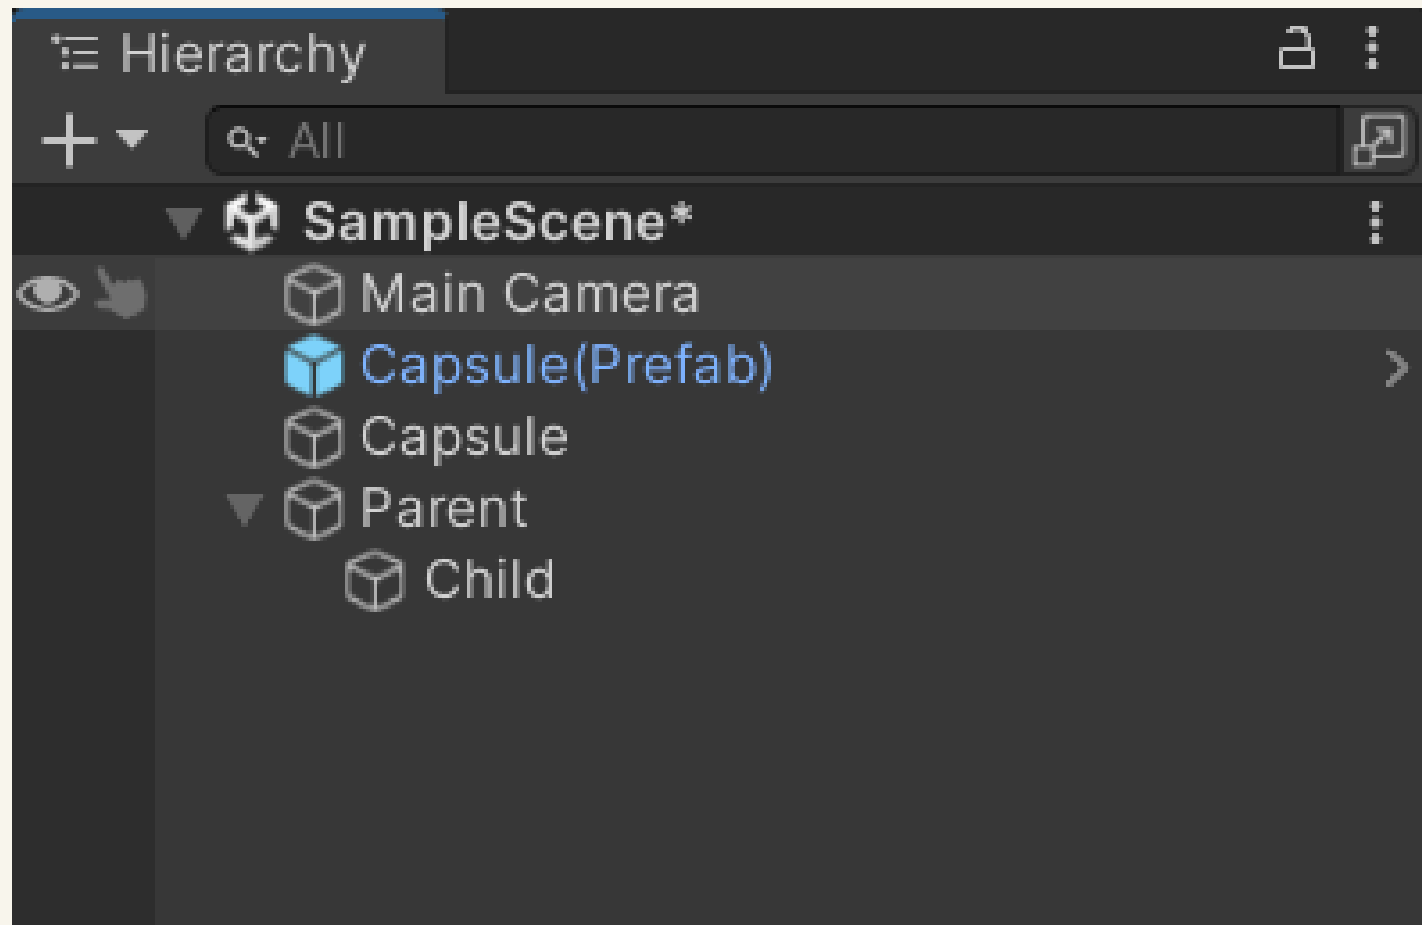 Hierarchy
All
SampleScene*
Main Camera
Capsule(Prefab)
Capsule
Parent
Child